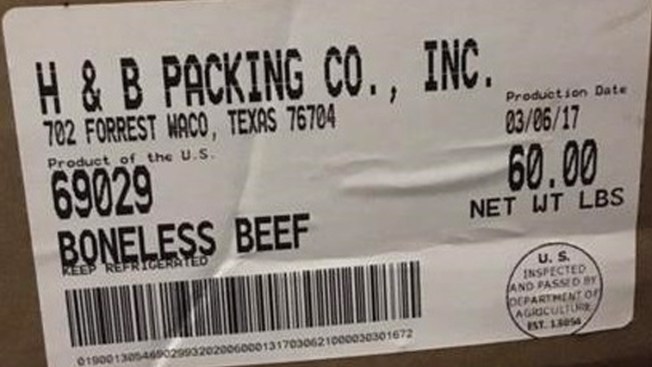 H & B PACKING CO., INC.
702 FORREST WACO, TEXAS 76704
Production Date
03/06/17
Product of the U.S.
69029
60.00
NET WT LBS
BONELESS BEEF
KEEP REFRIGERATED
U. S.
INSPECTED
AND PASSED BY
DEPARTMENT OF
AGRICULTURE
EST.